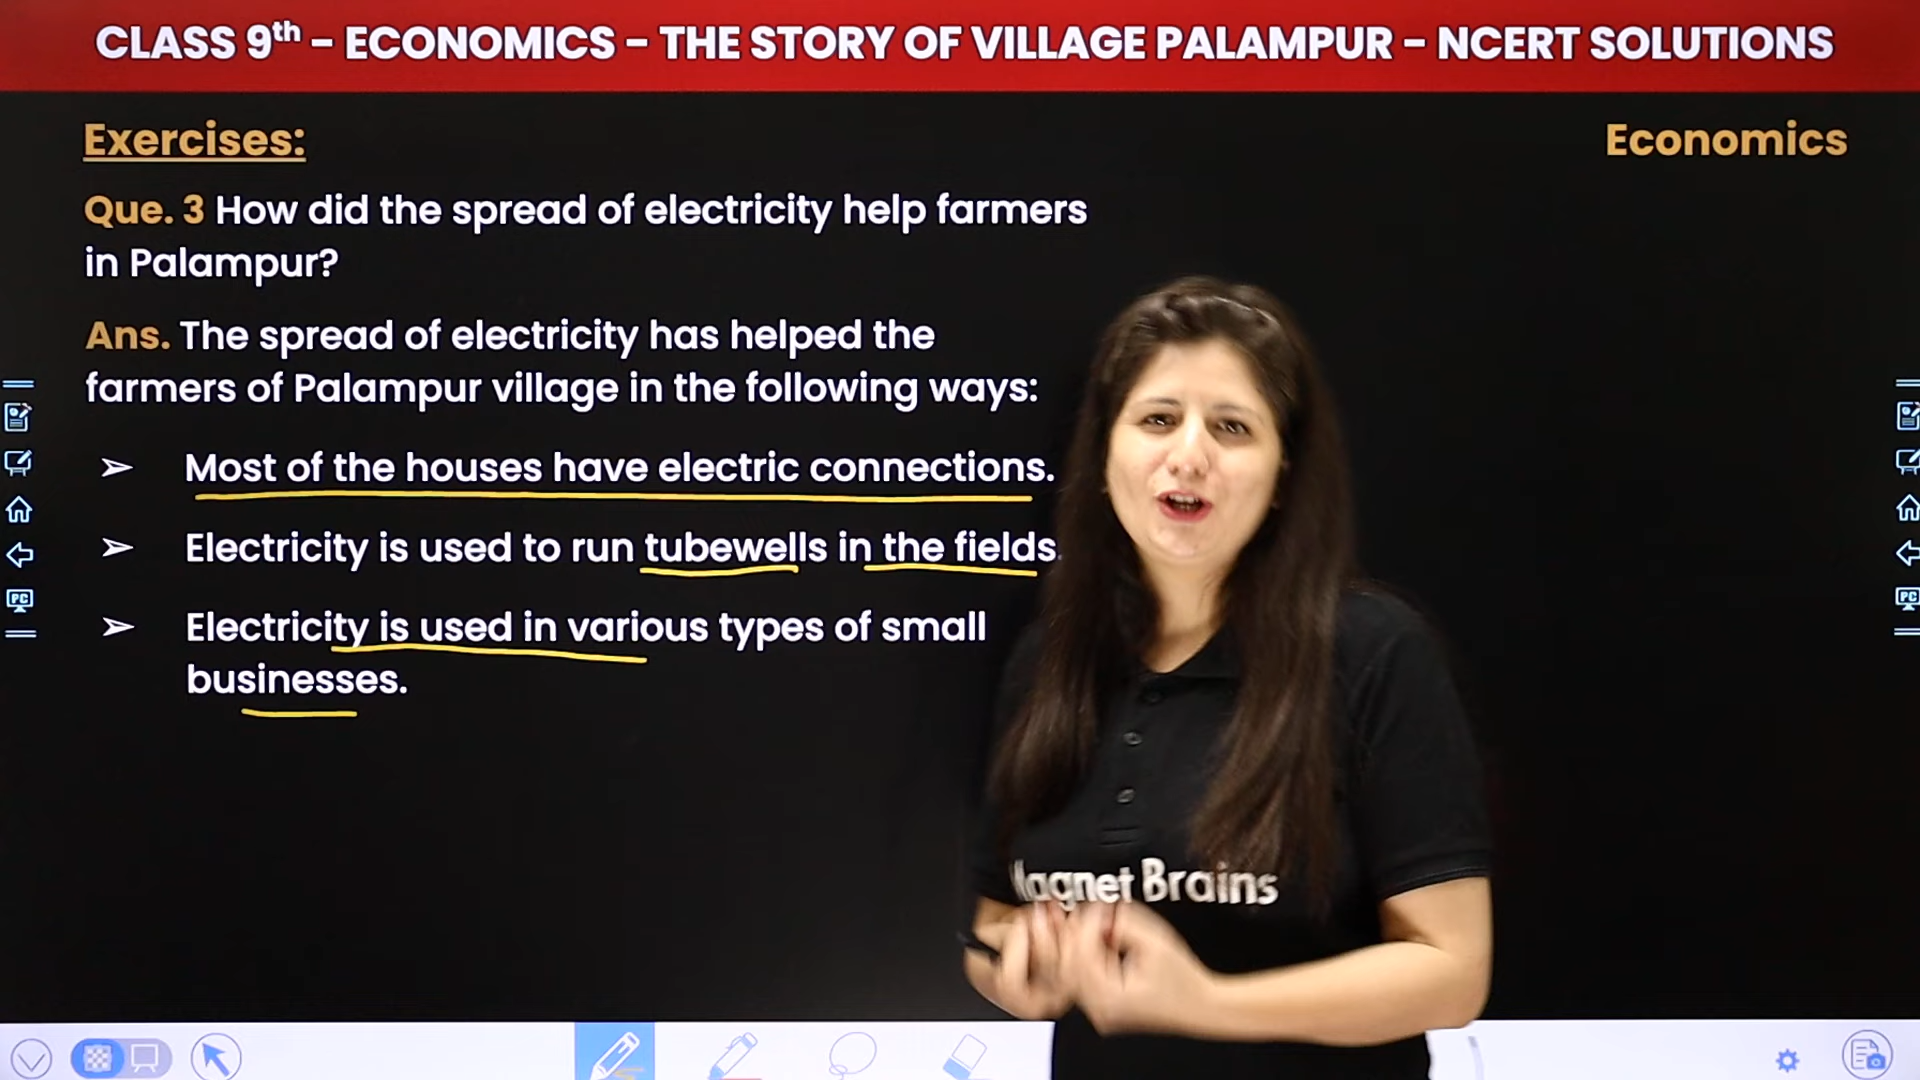 CLASS 9th - ECONOMICS - THE STORY OF VILLAGE PALAMPUR - NCERT SOLUTIONS
Exercises:
Economics
Que. 3 How did the spread of electricity help farmers
in Palampur?
Ans. The spread of electricity has helped the
farmers of Palampur village in the following ways:
➢ Most of the houses have electric connections.
➢ Electricity is used to run tubewells in the fields.
➢ Electricity is used in various types of small
businesses.
PC
PC
Magnet Brains